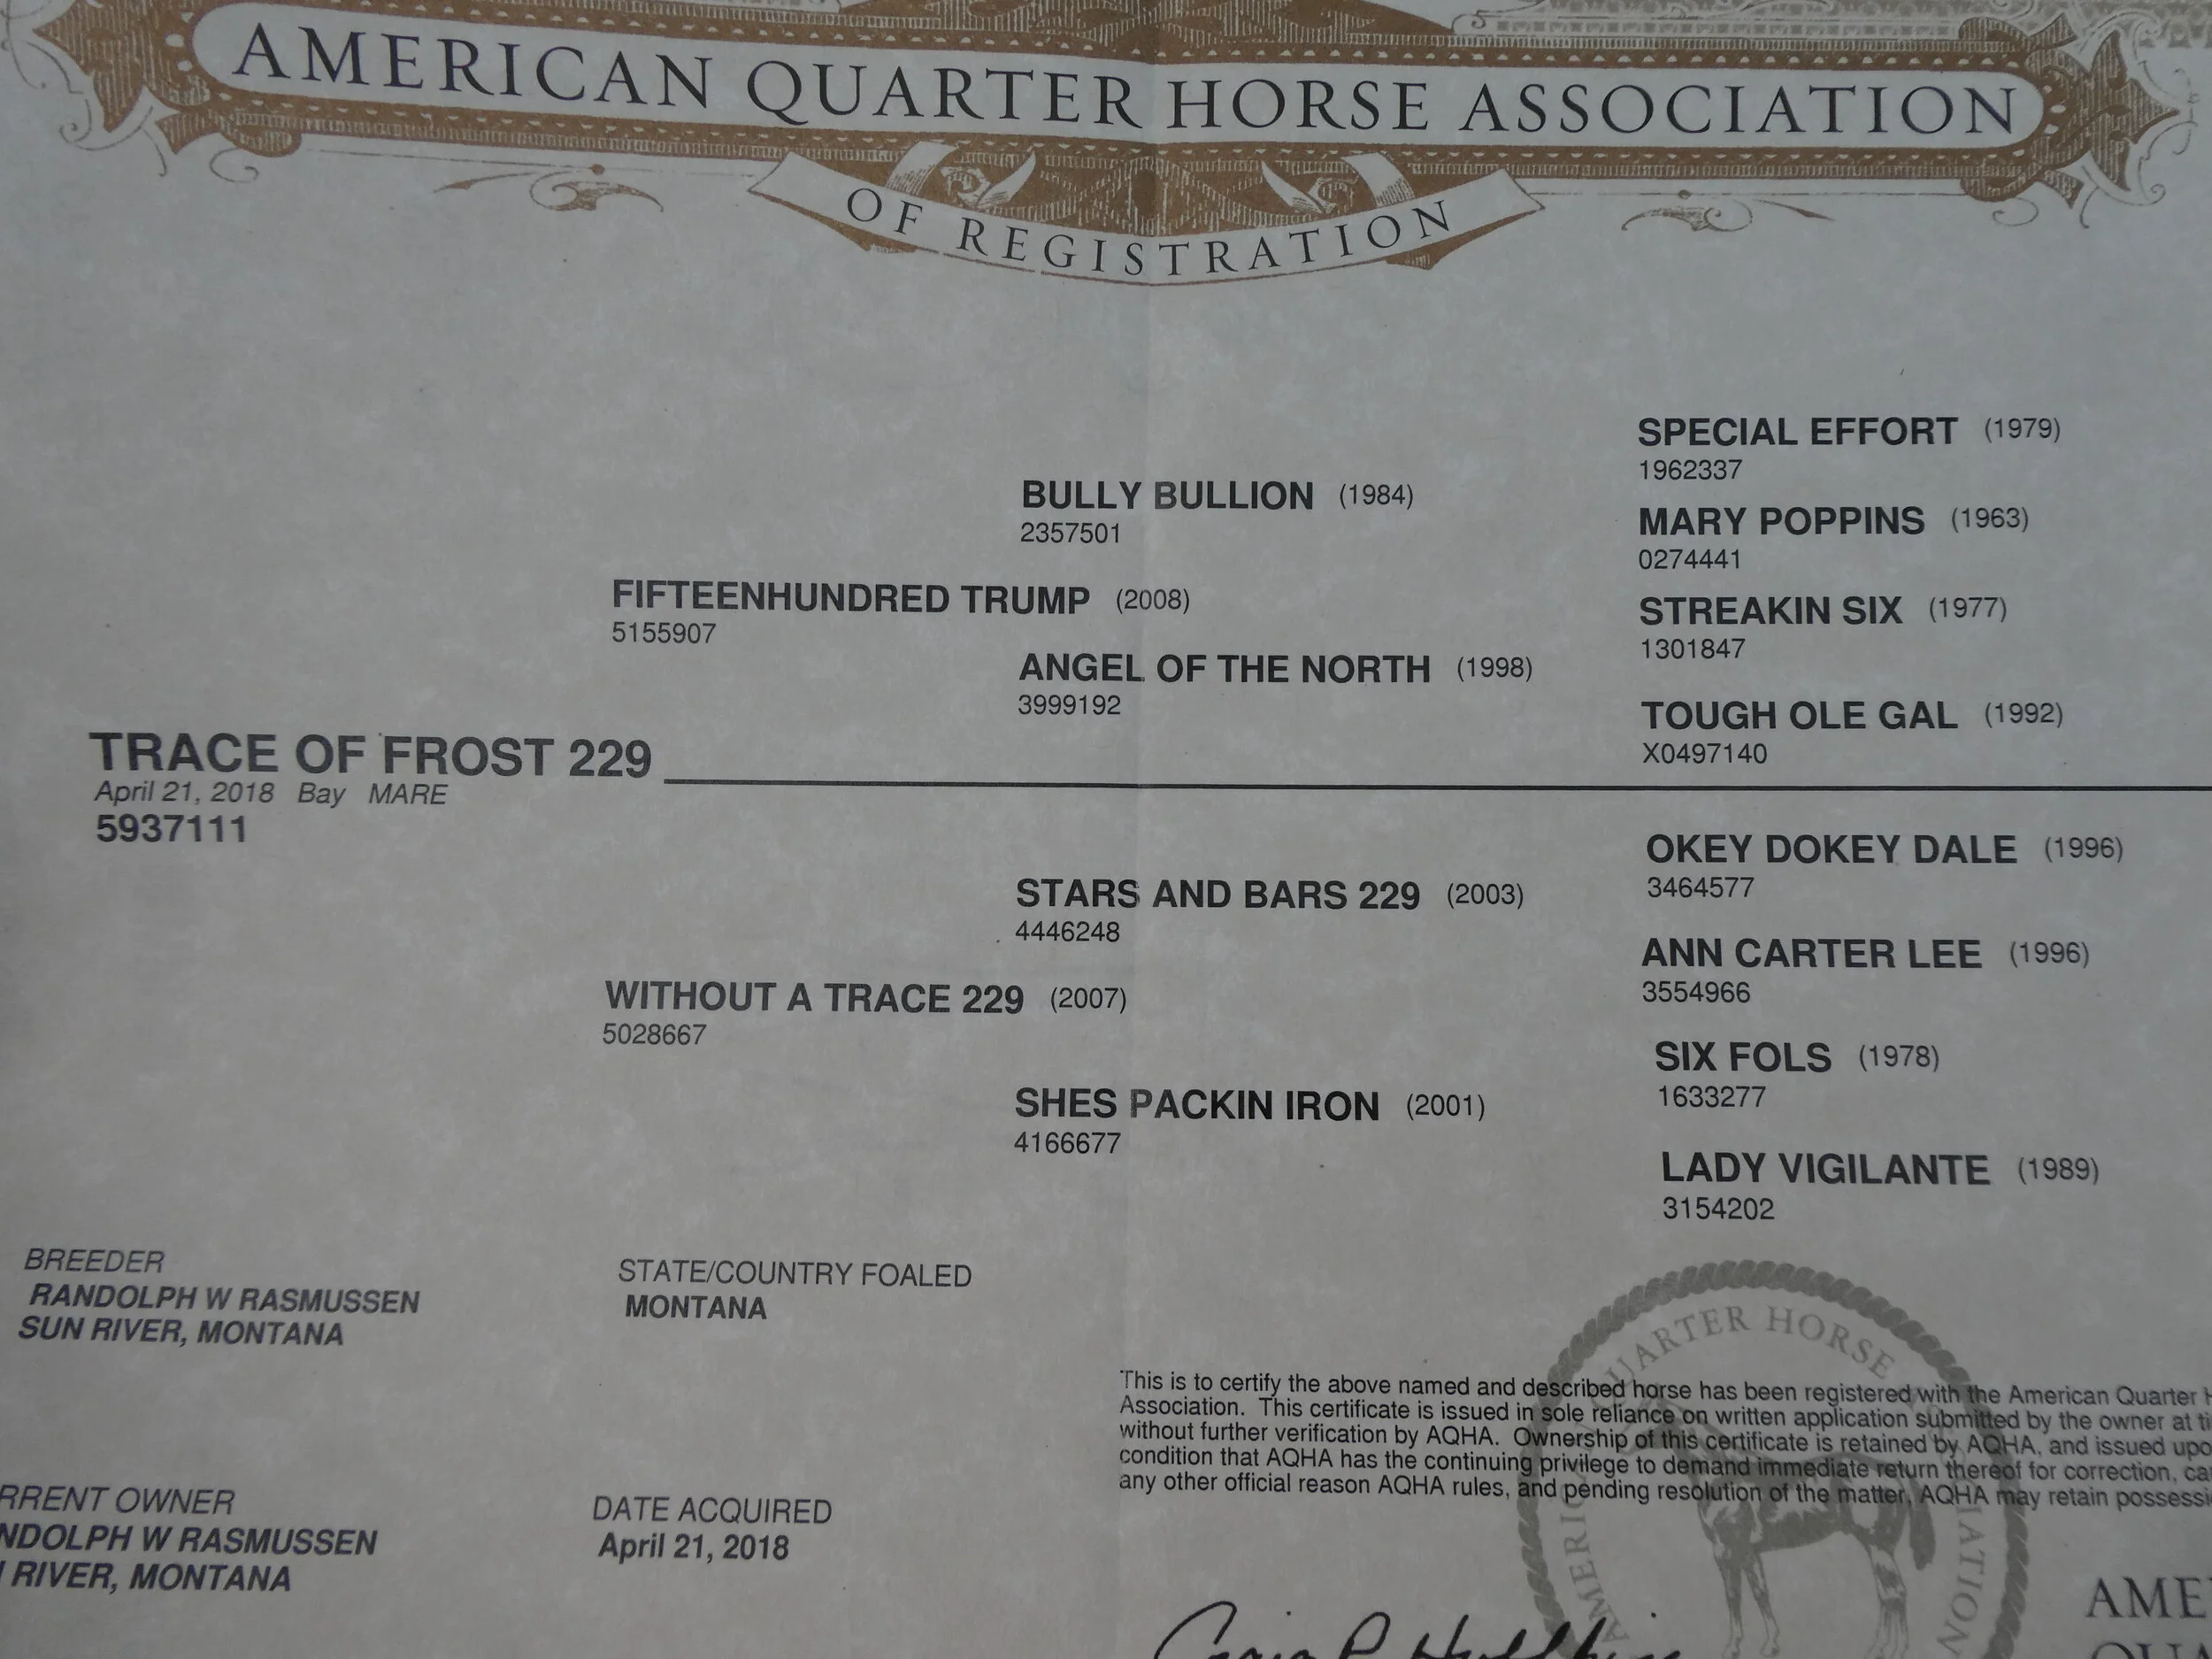 AMERICAN QUARTER HORSE ASSOCIATION
OF REGISTRATION
SPECIAL EFFORT (1979)
1962337
BULLY BULLION (1984)
2357501
MARY POPPINS (1963)
0274441
FIFTEENHUNDRED TRUMP (2008)
5155907
STREAKIN SIX (1977)
1301847
ANGEL OF THE NORTH (1998)
3999192
TOUGH OLE GAL (1992)
X0497140
TRACE OF FROST 229
April 21, 2018 Bay MARE
5937111
OKEY DOKEY DALE (1996)
3464577
STARS AND BARS 229 (2003)
4446248
ANN CARTER LEE (1996)
3554966
WITHOUT A TRACE 229 (2007)
5028667
SIX FOLS (1978)
1633277
SHES PACKIN IRON (2001)
4166677
LADY VIGILANTE (1989)
3154202
BREEDER
RANDOLPH W RASMUSSEN
SUN RIVER, MONTANA
STATE/COUNTRY FOALED
MONTANA
This is to certify the above named and described horse has been registered with the American Quarter H
Association. This certificate is issued in sole reliance on written application submitted by the owner at ti
without further verification by AQHA. Ownership of this certificate is retained by AQHA, and issued upo
condition that AQHA has the continuing privilege to demand immediate return thereof for correction, ca
any other official reason AQHA rules, and pending resolution of the matter, AQHA may retain possessi
RRENT OWNER
NDOLPH W RASMUSSEN
RIVER, MONTANA
DATE ACQUIRED
April 21, 2018
QUARTER HORSE
AME